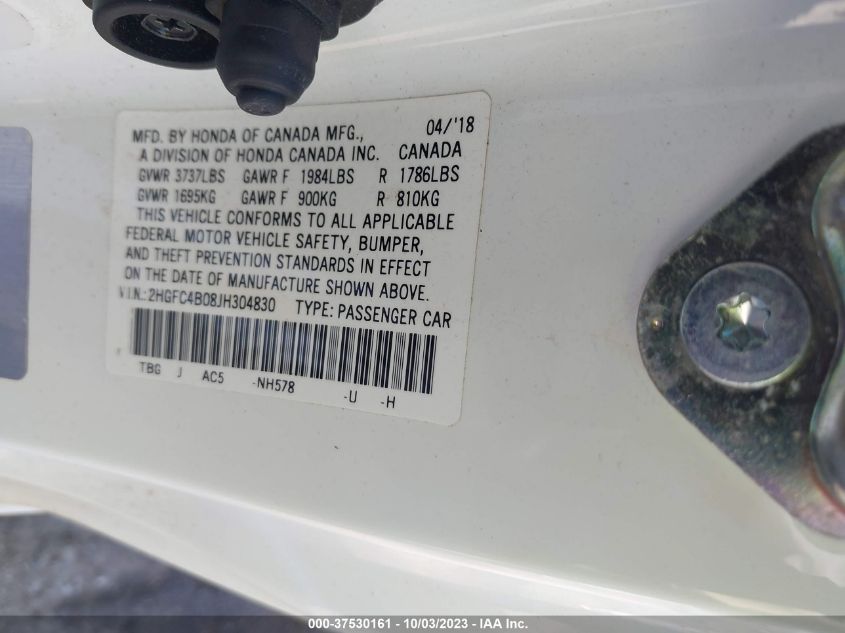 MFD. BY HONDA OF CANADA MFG., 04/'18
A DIVISION OF HONDA CANADA INC. CANADA
GVWR 3737LBS GAWR F 1984LBS R 1786LBS
GVWR 1695KG GAWR F 900KG R 810KG
THIS VEHICLE CONFORMS TO ALL APPLICABLE
FEDERAL MOTOR VEHICLE SAFETY, BUMPER,
AND THEFT PREVENTION STANDARDS IN EFFECT
ON THE DATE OF MANUFACTURE SHOWN ABOVE.
V.I.N.:2HGFC4B08JH304830 TYPE: PASSENGER CAR
TBG J AC5 -NH578 -U -H
000-37530161 - 10/03/2023 - IAA Inc.